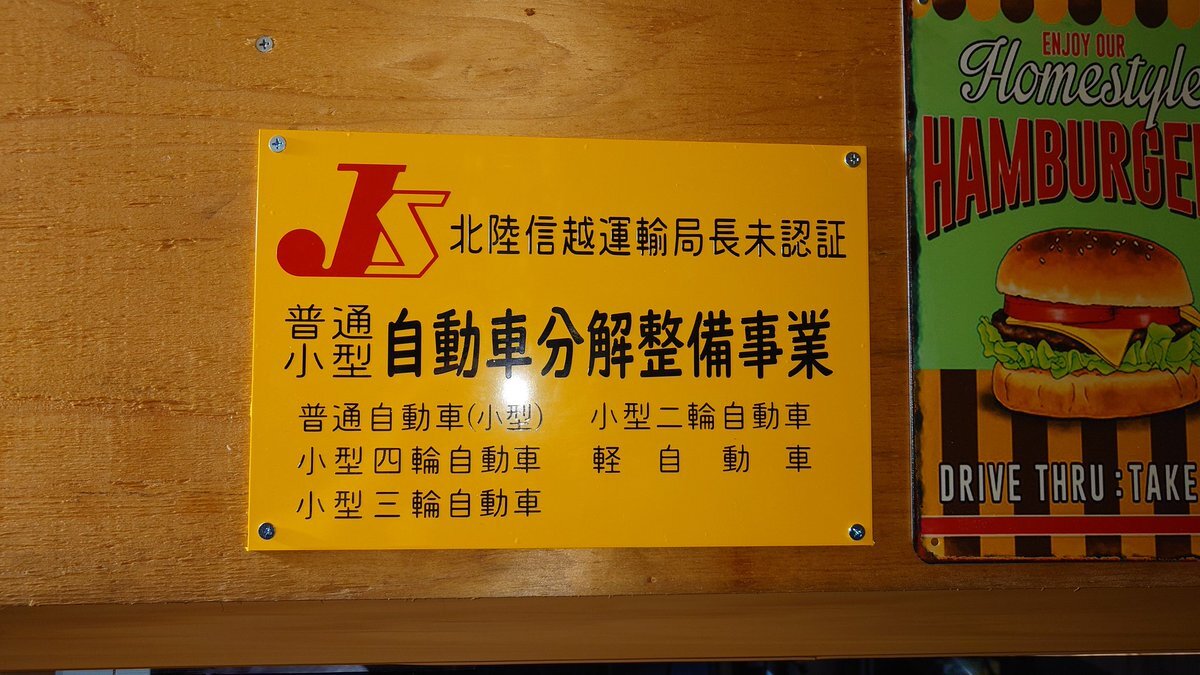 JS 北陸信越運輸局長未認証
普通
小型
自動車分解整備事業
普通自動車(小型) 小型二輪自動車
小型四輪自動車 軽自動車
小型三輪自動車
ENJOY OUR
Homestyle
HAMBURGE
DRIVE THRU : TAKE